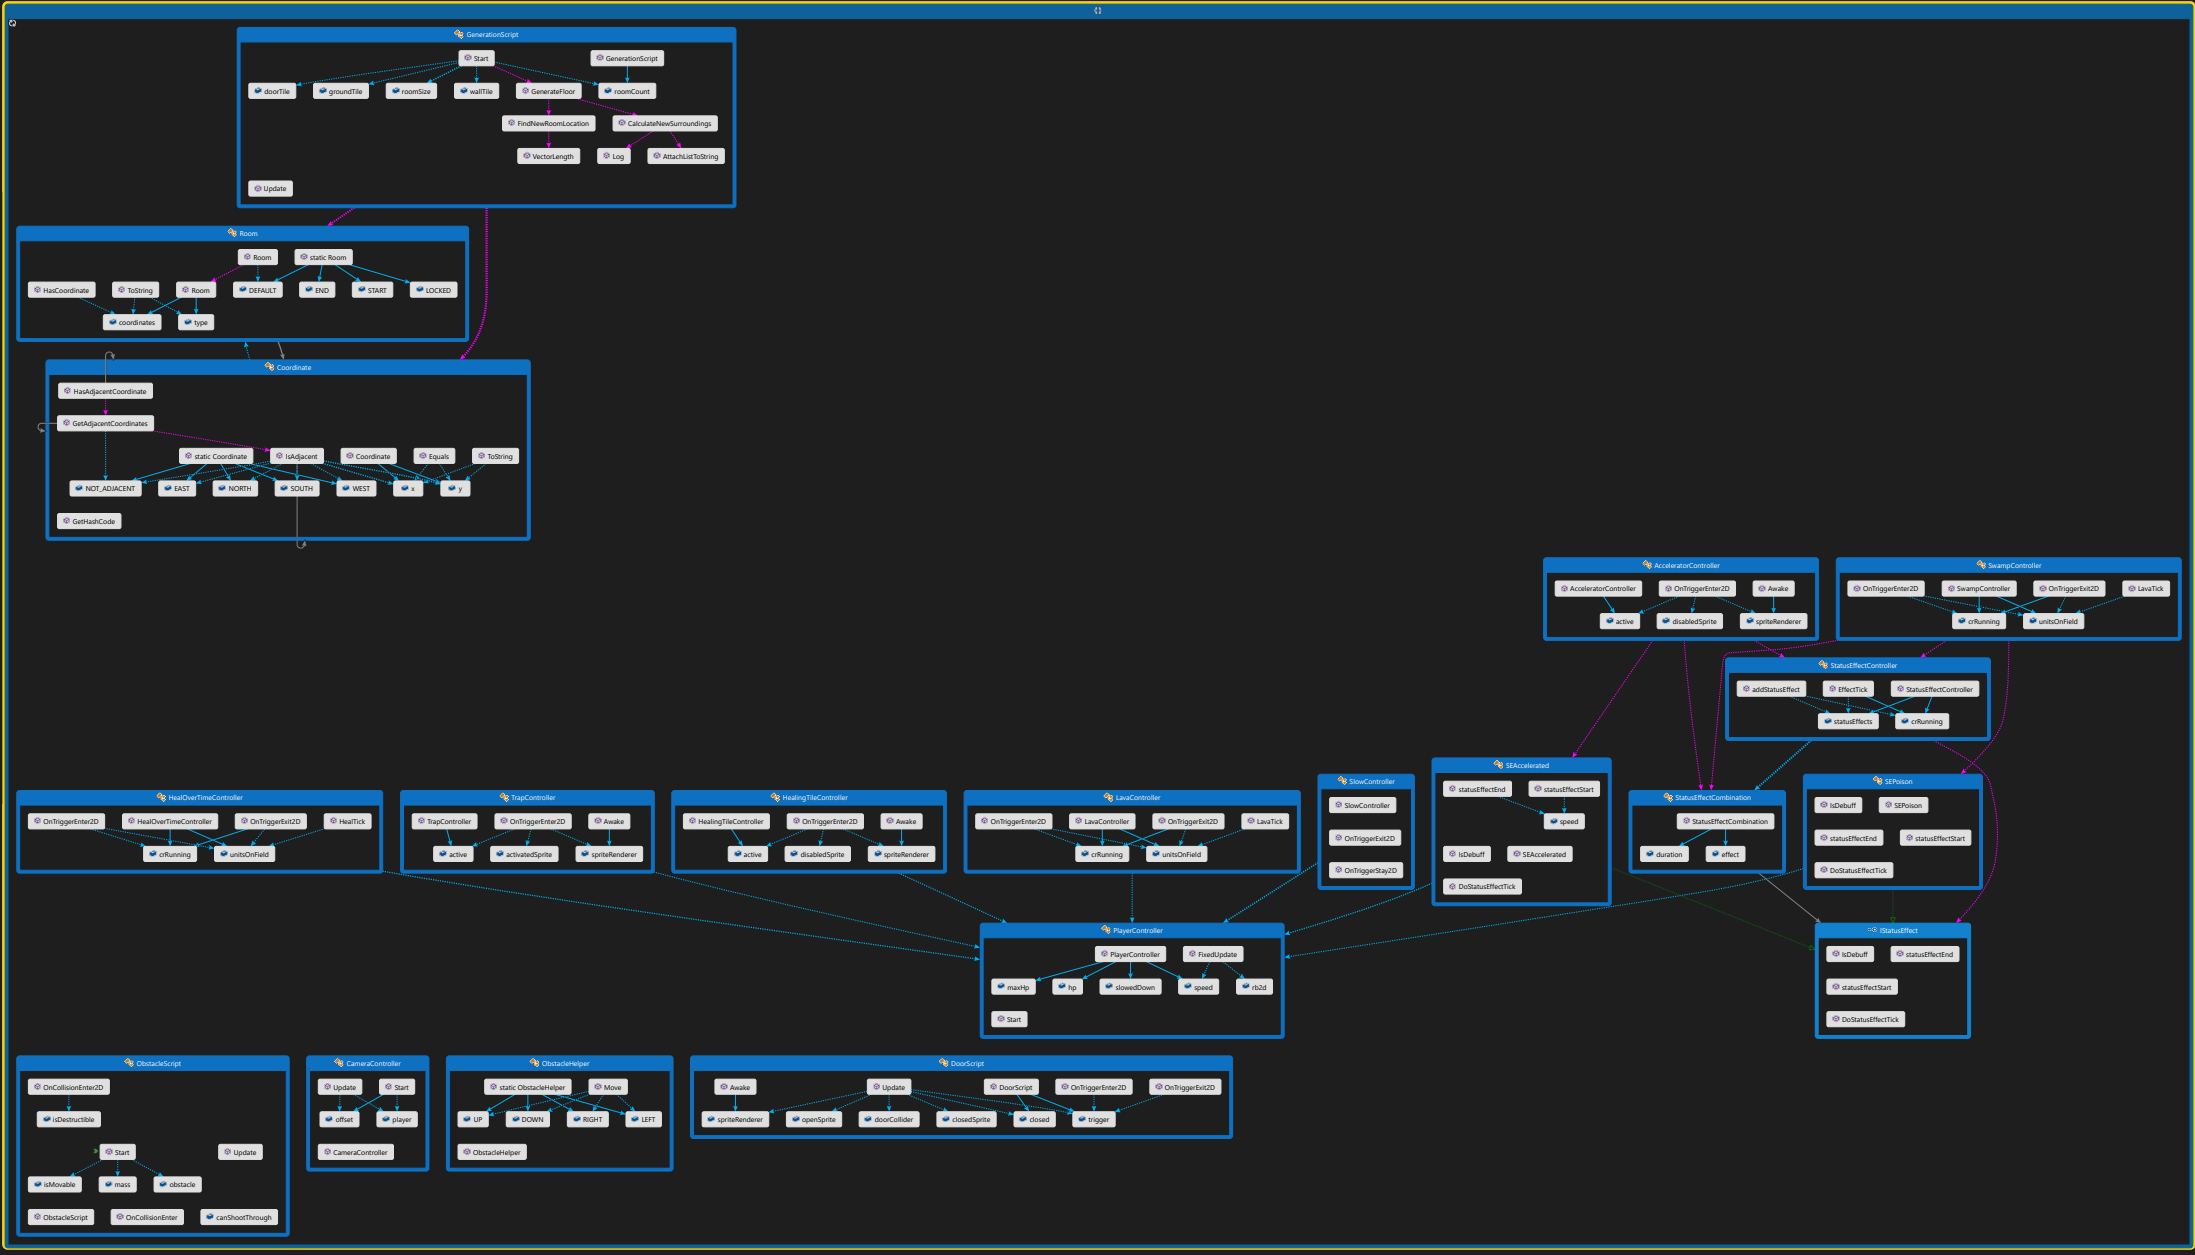 GenerationScript
Start
GenerationScript
doorTile
groundTile
roomSize
wallTile
GenerateFloor
roomCount
FindNewRoomLocation
CalculateNewSurroundings
VectorLength
Log
AttachListToString
Update
Room
Room
static Room
HasCoordinate
ToString
Room
DEFAULT
END
START
LOCKED
coordinates
type
Coordinate
HasAdjacentCoordinate
GetAdjacentCoordinates
static Coordinate
IsAdjacent
Coordinate
Equals
ToString
NOT_ADJACENT
EAST
NORTH
SOUTH
WEST
x
y
GetHashCode
AcceleratorController
AcceleratorController
OnTriggerEnter2D
Awake
active
disabledSprite
spriteRenderer
SwapController
OnTriggerEnter2D
SwampController
OnTriggerExit2D
LavaTick
crRunning
unitsOnField
StatusEffectController
addStatusEffect
EffectTick
StatusEffectController
statusEffects
crRunning
HealOverTimeController
OnTriggerEnter2D
HealOverTimeController
OnTriggerExit2D
HealTick
crRunning
unitsOnField
TrapController
TrapController
OnTriggerEnter2D
Awake
active
activatedSprite
spriteRenderer
HealingTileController
HealingTileController
OnTriggerEnter2D
Awake
active
disabledSprite
spriteRenderer
LavaController
OnTriggerEnter2D
LavaController
OnTriggerExit2D
LavaTick
crRunning
unitsOnField
SlowController
SlowController
OnTriggerExit2D
OnTriggerStay2D
SEAccelerated
statusEffectEnd
statusEffectStart
speed
IsDebuff
SEAccelerated
DoStatusEffectTick
StatusEffectCombination
StatusEffectCombination
duration
effect
SEPoison
IsDebuff
SEPoison
statusEffectEnd
statusEffectStart
DoStatusEffectTick
PlayerController
PlayerController
FixedUpdate
maxHp
hp
slowedDown
speed
rb2d
Start
IStatusEffect
IsDebuff
statusEffectEnd
statusEffectStart
DoStatusEffectTick
ObstacleScript
OnCollisionEnter2D
isDestructible
Start
Update
isMovable
mass
obstacle
ObstacleScript
OnCollisionEnter
canShootThrough
CameraController
Update
Start
offset
player
CameraController
ObstacleHelper
static ObstacleHelper
Move
UP
DOWN
RIGHT
LEFT
ObstacleHelper
DoorScript
Awake
Update
DoorScript
OnTriggerEnter2D
OnTriggerExit2D
spriteRenderer
openSprite
doorCollider
closedSprite
closed
trigger